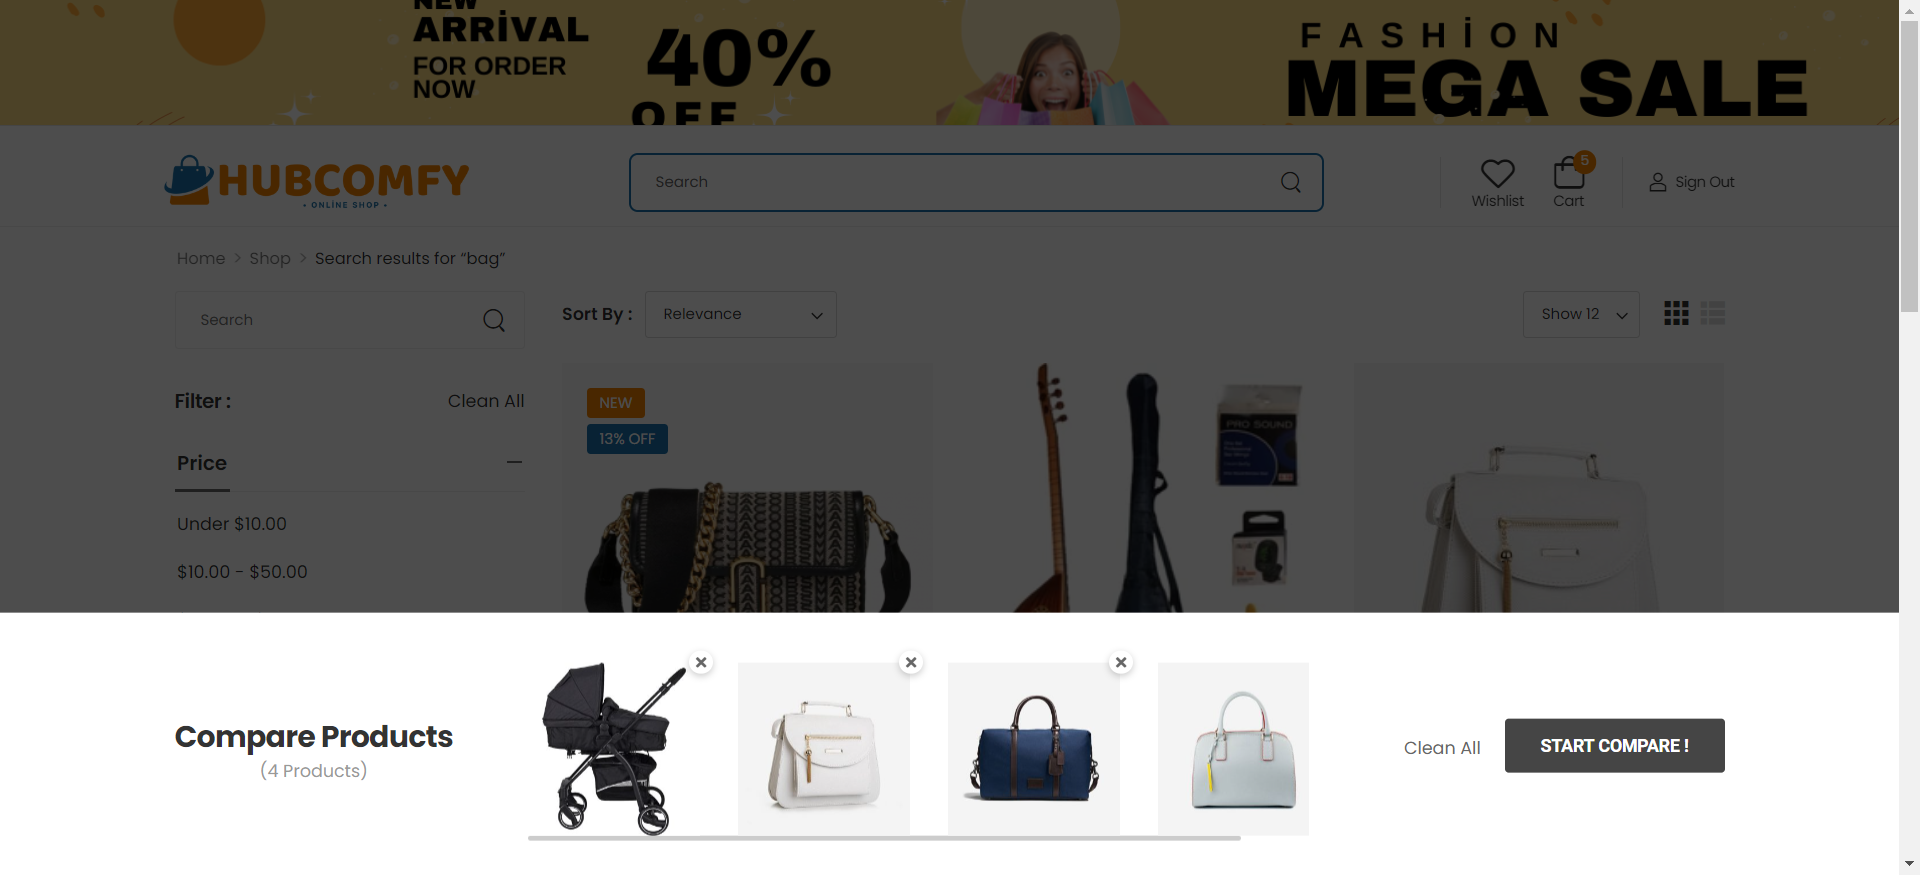 NEW
ARRİVAL
FOR ORDER
NOW
40%
OFF
FASHİON
MEGA SALE
HUBCOMFY
• ONLİNE SHOP •
Search
Wishlist
5
Cart
Sign Out
Home > Shop > Search results for “bag”
Search
Sort By :
Relevance
Show 12
Filter :
Clean All
Price
Under $10.00
$10.00 - $50.00
NEW
13% OFF
PRO SOUND
Compare Products
(4 Products)
Clean All
START COMPARE !